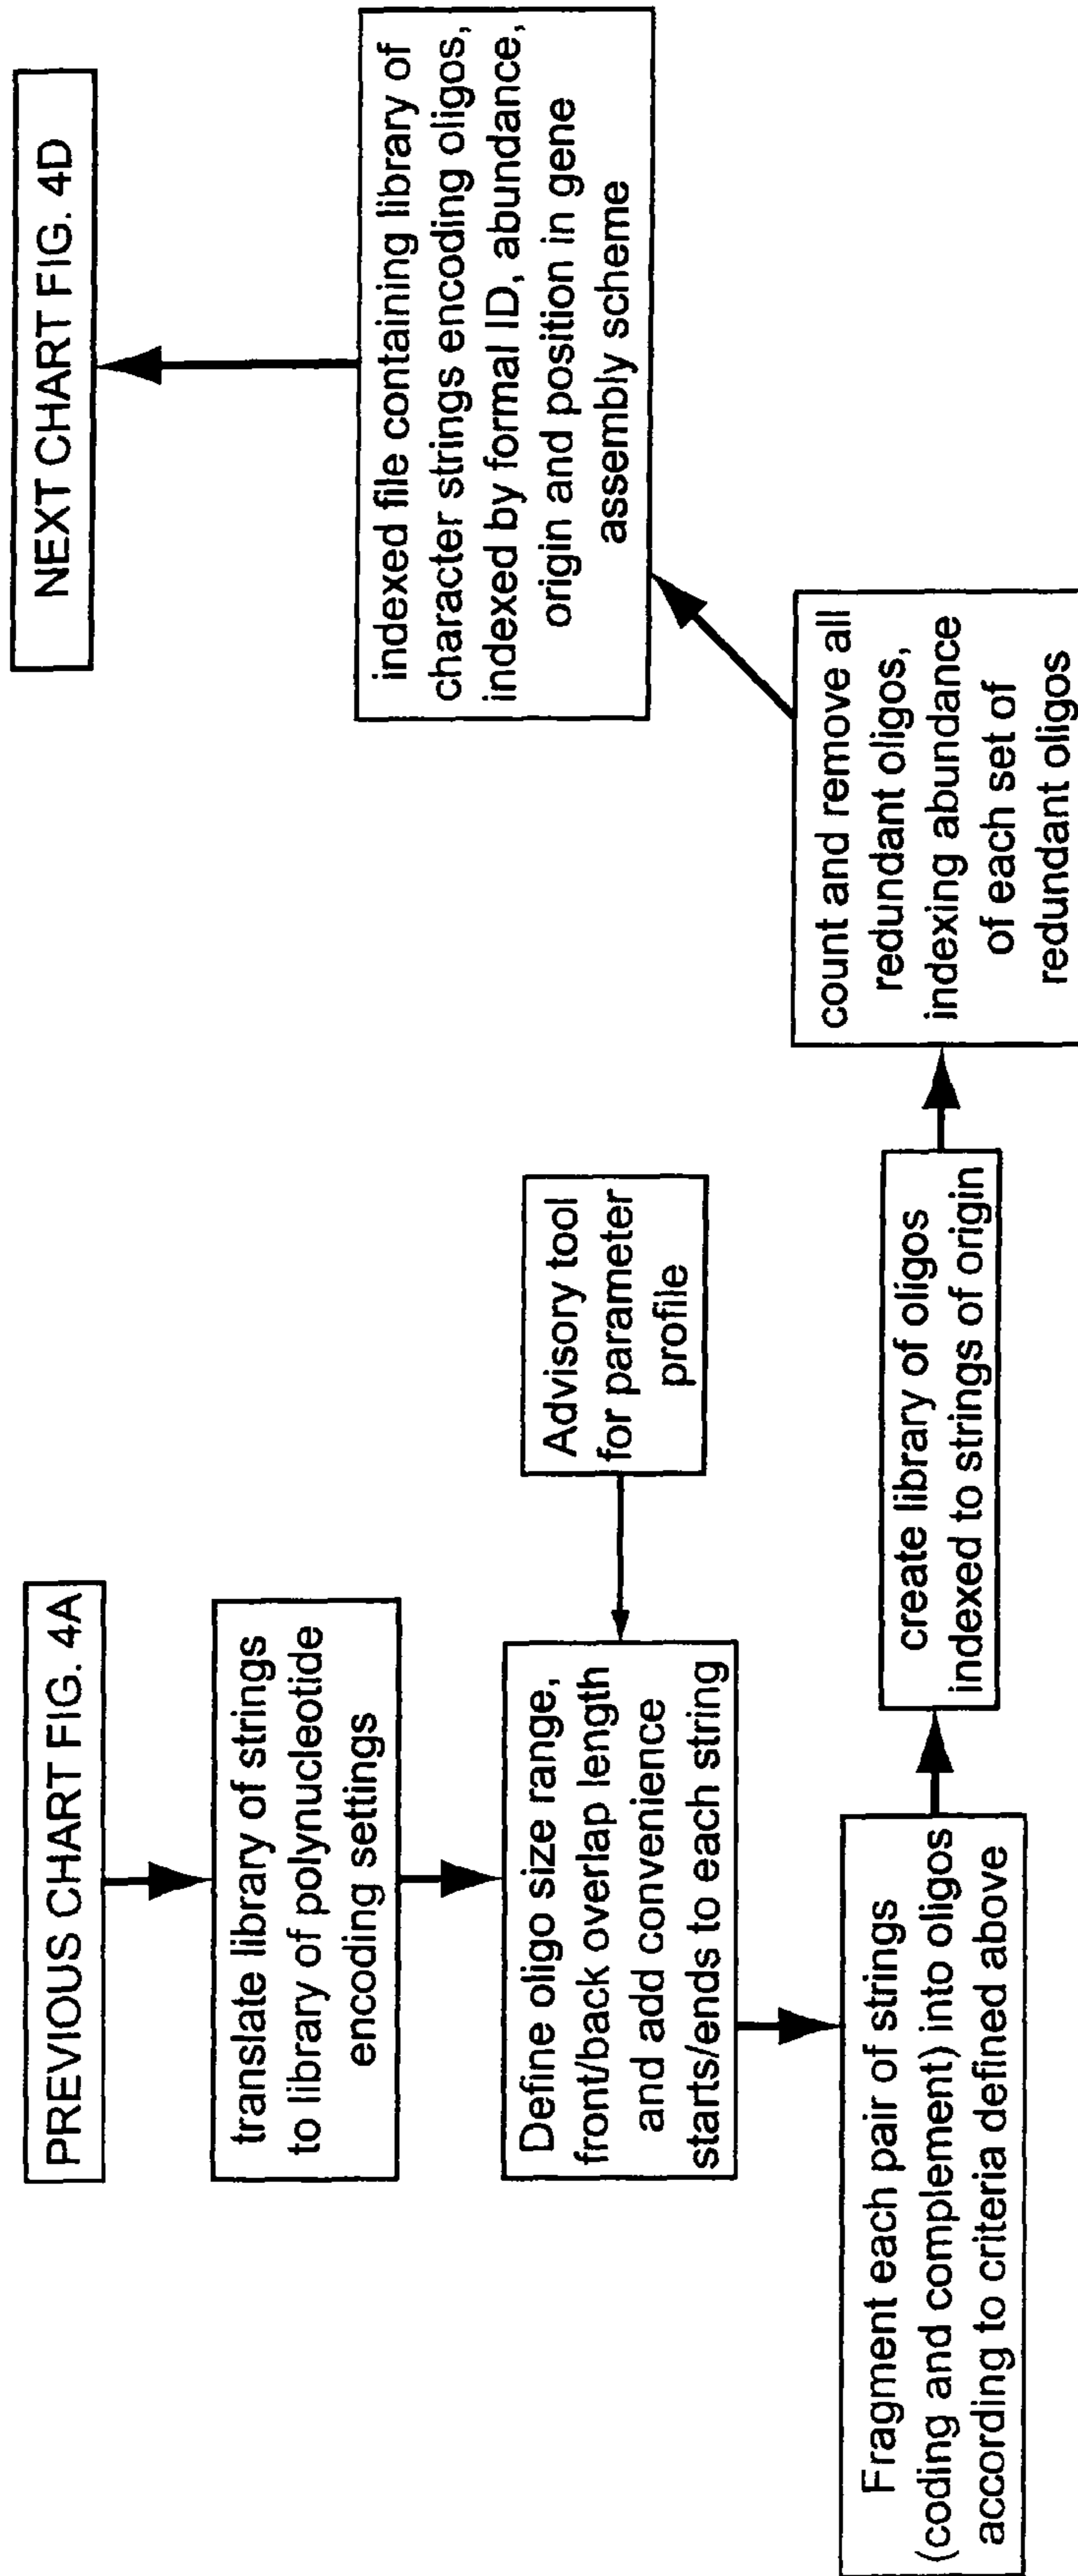 PREVIOUS CHART FIG. 4A
translate library of strings
to library of polynucleotide
encoding settings
Define oligo size range,
front/back overlap length
and add convenience
starts/ends to each string
Advisory tool
for parameter
profile
Fragment each pair of strings
(coding and complement) into oligos
according to criteria defined above
create library of oligos
indexed to strings of origin
count and remove all
redundant oligos,
indexing abundance
of each set of
redundant oligos
indexed file containing library of
character strings encoding oligos,
indexed by formal ID, abundance,
origin and position in gene
assembly scheme
NEXT CHART FIG. 4D